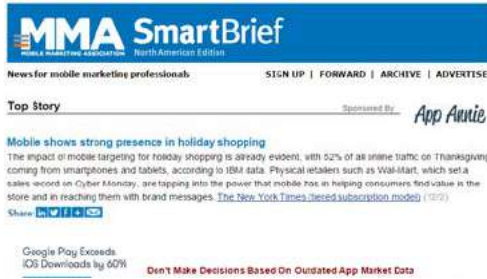 MMA SmartBrief
MOBILE MARKETING ASSOCIATION North American Edition
News for mobile marketing professionals SIGN UP | FORWARD | ARCHIVE | ADVERTISE
Top Story Sponsored By App Annie
Mobile shows strong presence in holiday shopping
The impact of mobile targeting for holiday shopping is already evident, with 52% of all online traffic on Thanksgiving
coming from smartphones and tablets, according to IBM data. Physical retailers such as Wal-Mart, which set a
sales record on Cyber Monday, are tapping into the power that mobile has in helping consumers find value in the
store and in reaching them with brand messages. The New York Times (tiered subscription model) (12/2)
Share
Google Play Exceeds
iOS Downloads by 60%
Don't Make Decisions Based On Outdated App Market Data